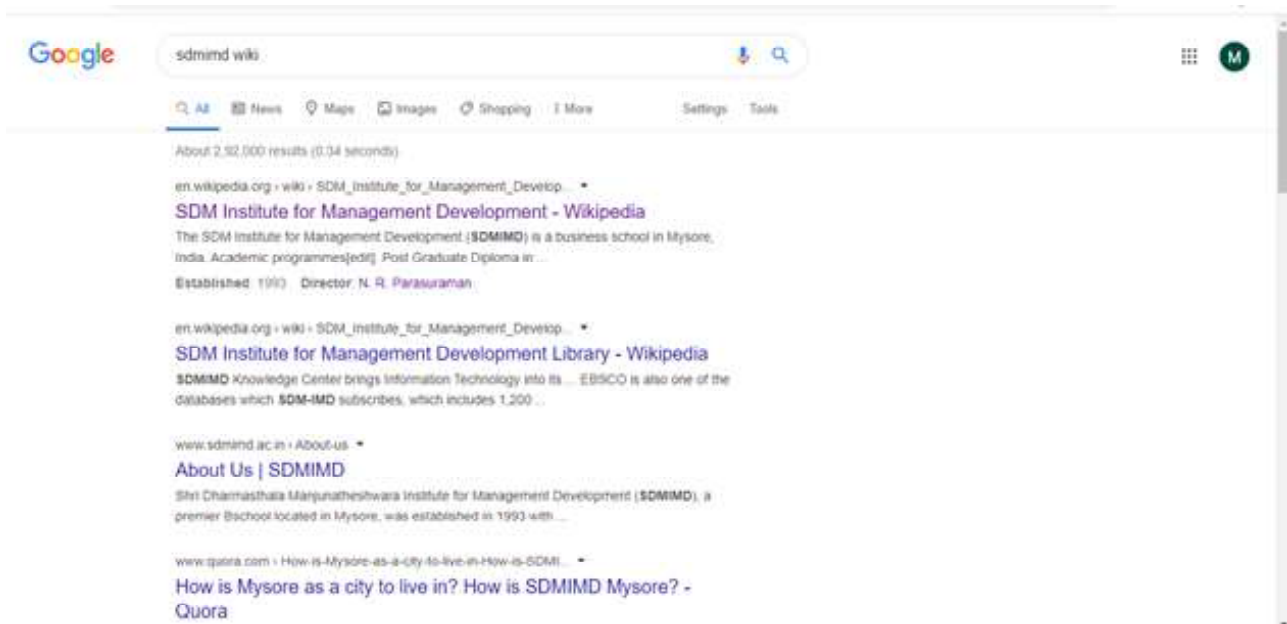 Google
sdmimd wiki
M
All News Maps Images Shopping More Settings Tools
About 2,92,000 results (0.34 seconds)
en.wikipedia.org › wiki › SDM_Institute_for_Management_Develop...
SDM Institute for Management Development - Wikipedia
The SDM Institute for Management Development (SDMIMD) is a business school in Mysore,
India. Academic programmes[edit]. Post Graduate Diploma in ...
Established: 1993 Director: N. R. Parasuraman
en.wikipedia.org › wiki › SDM_Institute_for_Management_Develop...
SDM Institute for Management Development Library - Wikipedia
SDMIMD Knowledge Center brings Information Technology into its ... EBSCO is also one of the
databases which SDM-IMD subscribes, which includes 1,200 ...
www.sdmimd.ac.in › About-us
About Us | SDMIMD
Shri Dharmasthala Manjunatheshwara Institute for Management Development (SDMIMD), a
premier Bschool located in Mysore, was established in 1993 with ...
www.quora.com › How-is-Mysore-as-a-city-to-live-in-How-is-SDMI...
How is Mysore as a city to live in? How is SDMIMD Mysore? -
Quora